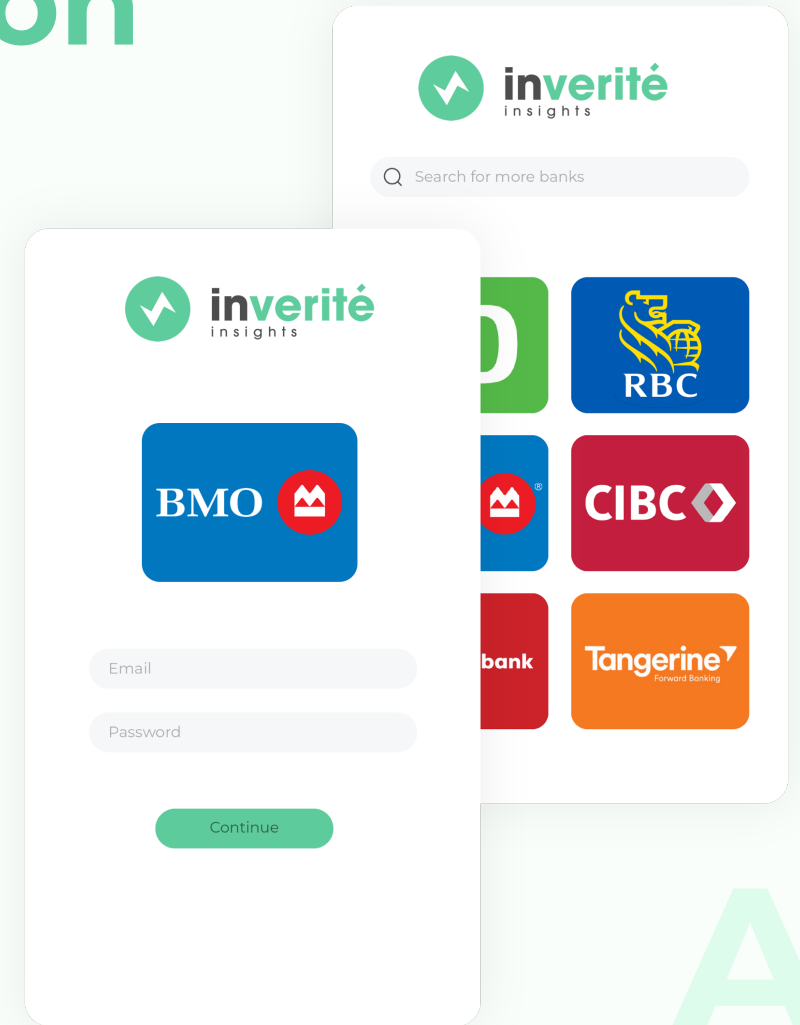 on
inverité
insights
Search for more banks
RBC
CIBC
bank
Tangerine
Forward Banking
inverité
insights
BMO
Email
Password
Continue
®
A